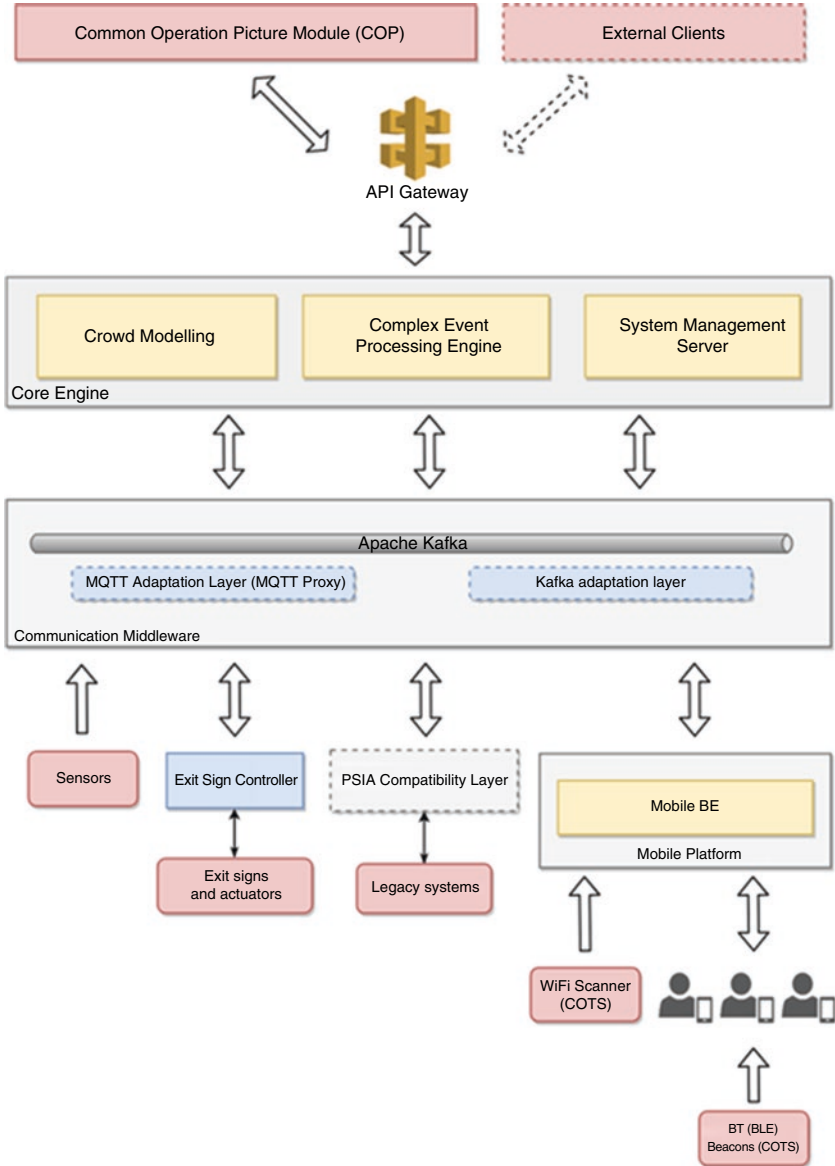 Common Operation Picture Module (COP)
External Clients
API Gateway
Crowd Modelling
Complex Event
Processing Engine
System Management
Server
Core Engine
Apache Kafka
MQTT Adaptation Layer (MQTT Proxy)
Kafka adaptation layer
Communication Middleware
Sensors
Exit Sign Controller
PSIA Compatibility Layer
Mobile BE
Mobile Platform
Exit signs
and actuators
Legacy systems
WiFi Scanner
(COTS)
BT (BLE)
Beacons (COTS)